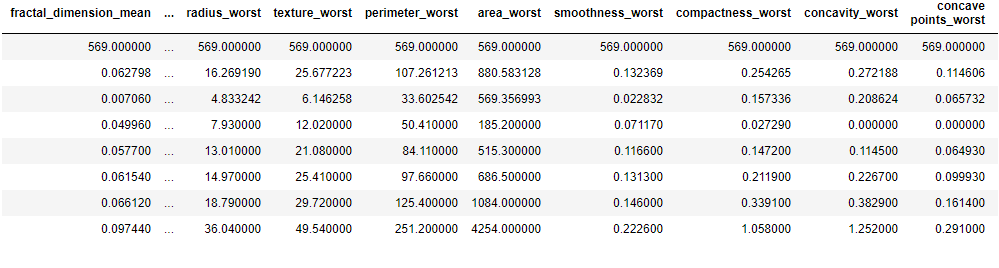 fractal_dimension_mean ... radius_worst texture_worst perimeter_worst area_worst smoothness_worst compactness_worst concavity_worst concave points_worst
569.000000 ... 569.000000 569.000000 569.000000 569.000000 569.000000 569.000000 569.000000 569.000000
0.062798 ... 16.269190 25.677223 107.261213 880.583128 0.132369 0.254265 0.272188 0.114606
0.007060 ... 4.833242 6.146258 33.602542 569.356993 0.022832 0.157336 0.208624 0.065732
0.049960 ... 7.930000 12.020000 50.410000 185.200000 0.071170 0.027290 0.000000 0.000000
0.057700 ... 13.010000 21.080000 84.110000 515.300000 0.116600 0.147200 0.114500 0.064930
0.061540 ... 14.970000 25.410000 97.660000 686.500000 0.131300 0.211900 0.226700 0.099930
0.066120 ... 18.790000 29.720000 125.400000 1084.000000 0.146000 0.339100 0.382900 0.161400
0.097440 ... 36.040000 49.540000 251.200000 4254.000000 0.222600 1.058000 1.252000 0.291000